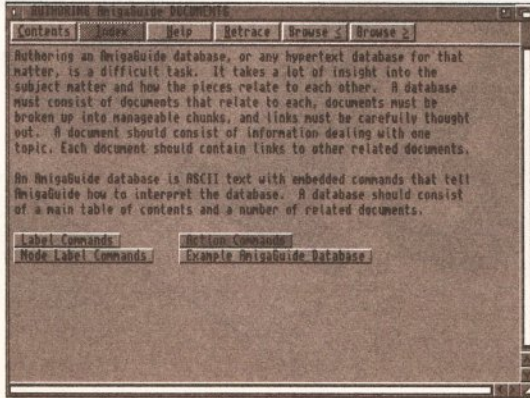 AUTHORING AmigaGuide DOCUMENTS
Contents Index Help Retrace Browse < Browse >
Authoring an AmigaGuide database, or any hypertext database for that
matter, is a difficult task. It takes a lot of insight into the
subject matter and how the pieces relate to each other. A database
must consist of documents that relate to each, documents must be
broken up into manageable chunks, and links must be carefully thought
out. A document should consist of information dealing with one
topic. Each document should contain links to other related documents.
An AmigaGuide database is ASCII text with embedded commands that tell
AmigaGuide how to interpret the database. A database should consist
of a main table of contents and a number of related documents.
Label Commands Action Commands
Node Label Commands Example AmigaGuide Database